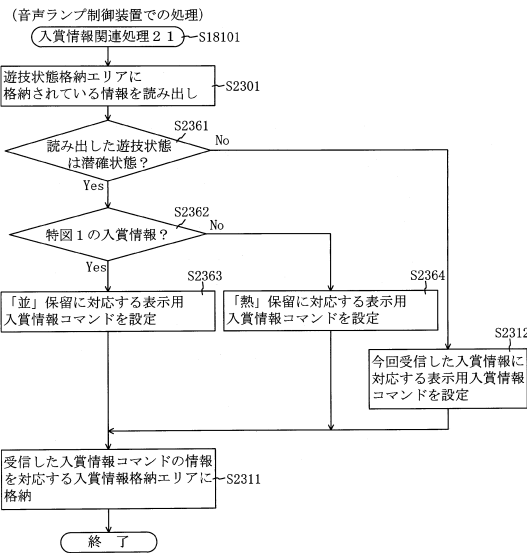 （音声ランプ制御装置での処理）
入賞情報関連処理２１
S18101
遊技状態格納エリアに
格納されている情報を読み出し
S2301
読み出した遊技状態
は潜確状態？
S2361
No
Yes
特図１の入賞情報？
S2362
No
Yes
「並」保留に対応する表示用
入賞情報コマンドを設定
S2363
「熱」保留に対応する表示用
入賞情報コマンドを設定
S2364
今回受信した入賞情報に
対応する表示用入賞情報
コマンドを設定
S2312
受信した入賞情報コマンドの情報
を対応する入賞情報格納エリアに
格納
S2311
終 了